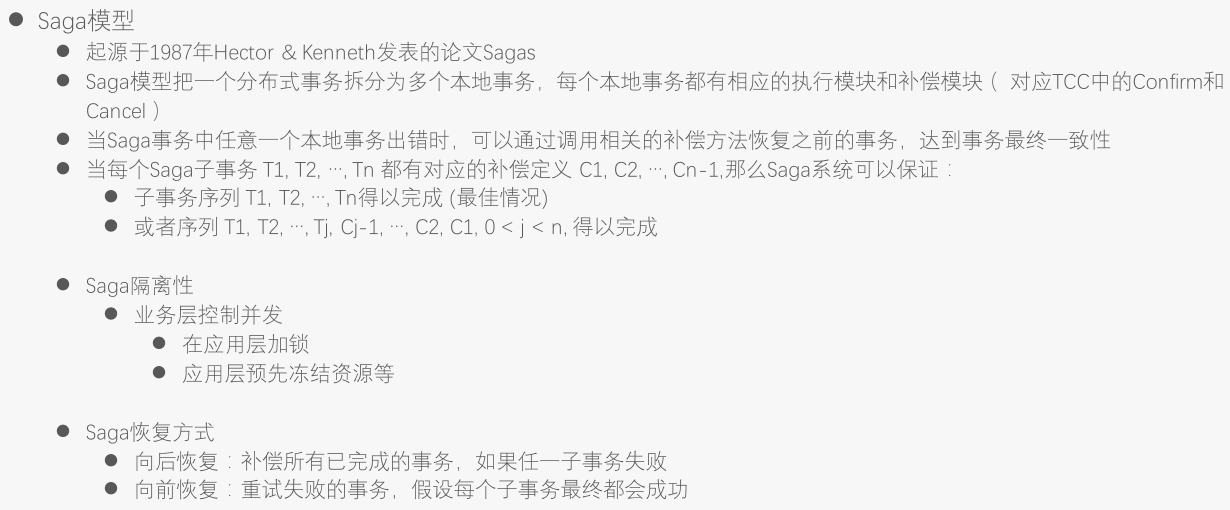 Saga模型
起源于1987年Hector & Kenneth发表的论文Sagas
Saga模型把一个分布式事务拆分为多个本地事务，每个本地事务都有相应的执行模块和补偿模块（ 对应TCC中的Confirm和
Cancel）
当Saga事务中任意一个本地事务出错时，可以通过调用相关的补偿方法恢复之前的事务，达到事务最终一致性
当每个Saga子事务 T1, T2, …, Tn 都有对应的补偿定义 C1, C2, …, Cn-1,那么Saga系统可以保证：
子事务序列 T1, T2, …, Tn得以完成 (最佳情况)
或者序列 T1, T2, …, Tj, Cj-1, …, C2, C1, 0 < j < n, 得以完成
Saga隔离性
业务层控制并发
在应用层加锁
应用层预先冻结资源等
Saga恢复方式
向后恢复：补偿所有已完成的事务，如果任一子事务失败
向前恢复：重试失败的事务，假设每个子事务最终都会成功